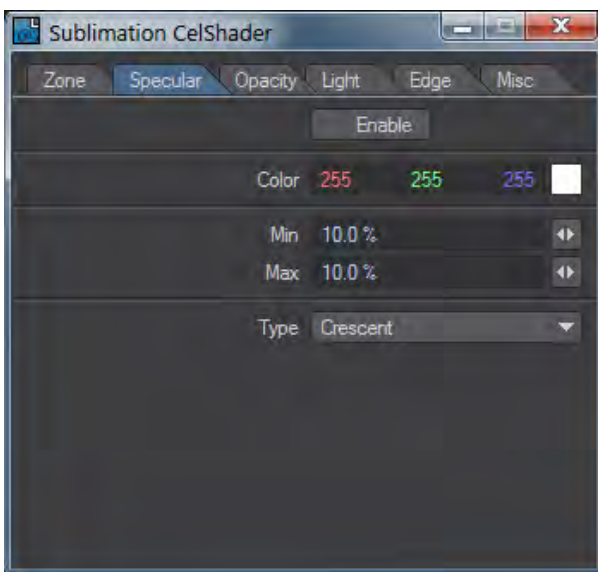 Sublimation CelShader
Zone Specular Opacity Light Edge Misc
Enable
Color 255 255 255
Min 10.0 %
Max 10.0 %
Type Crescent